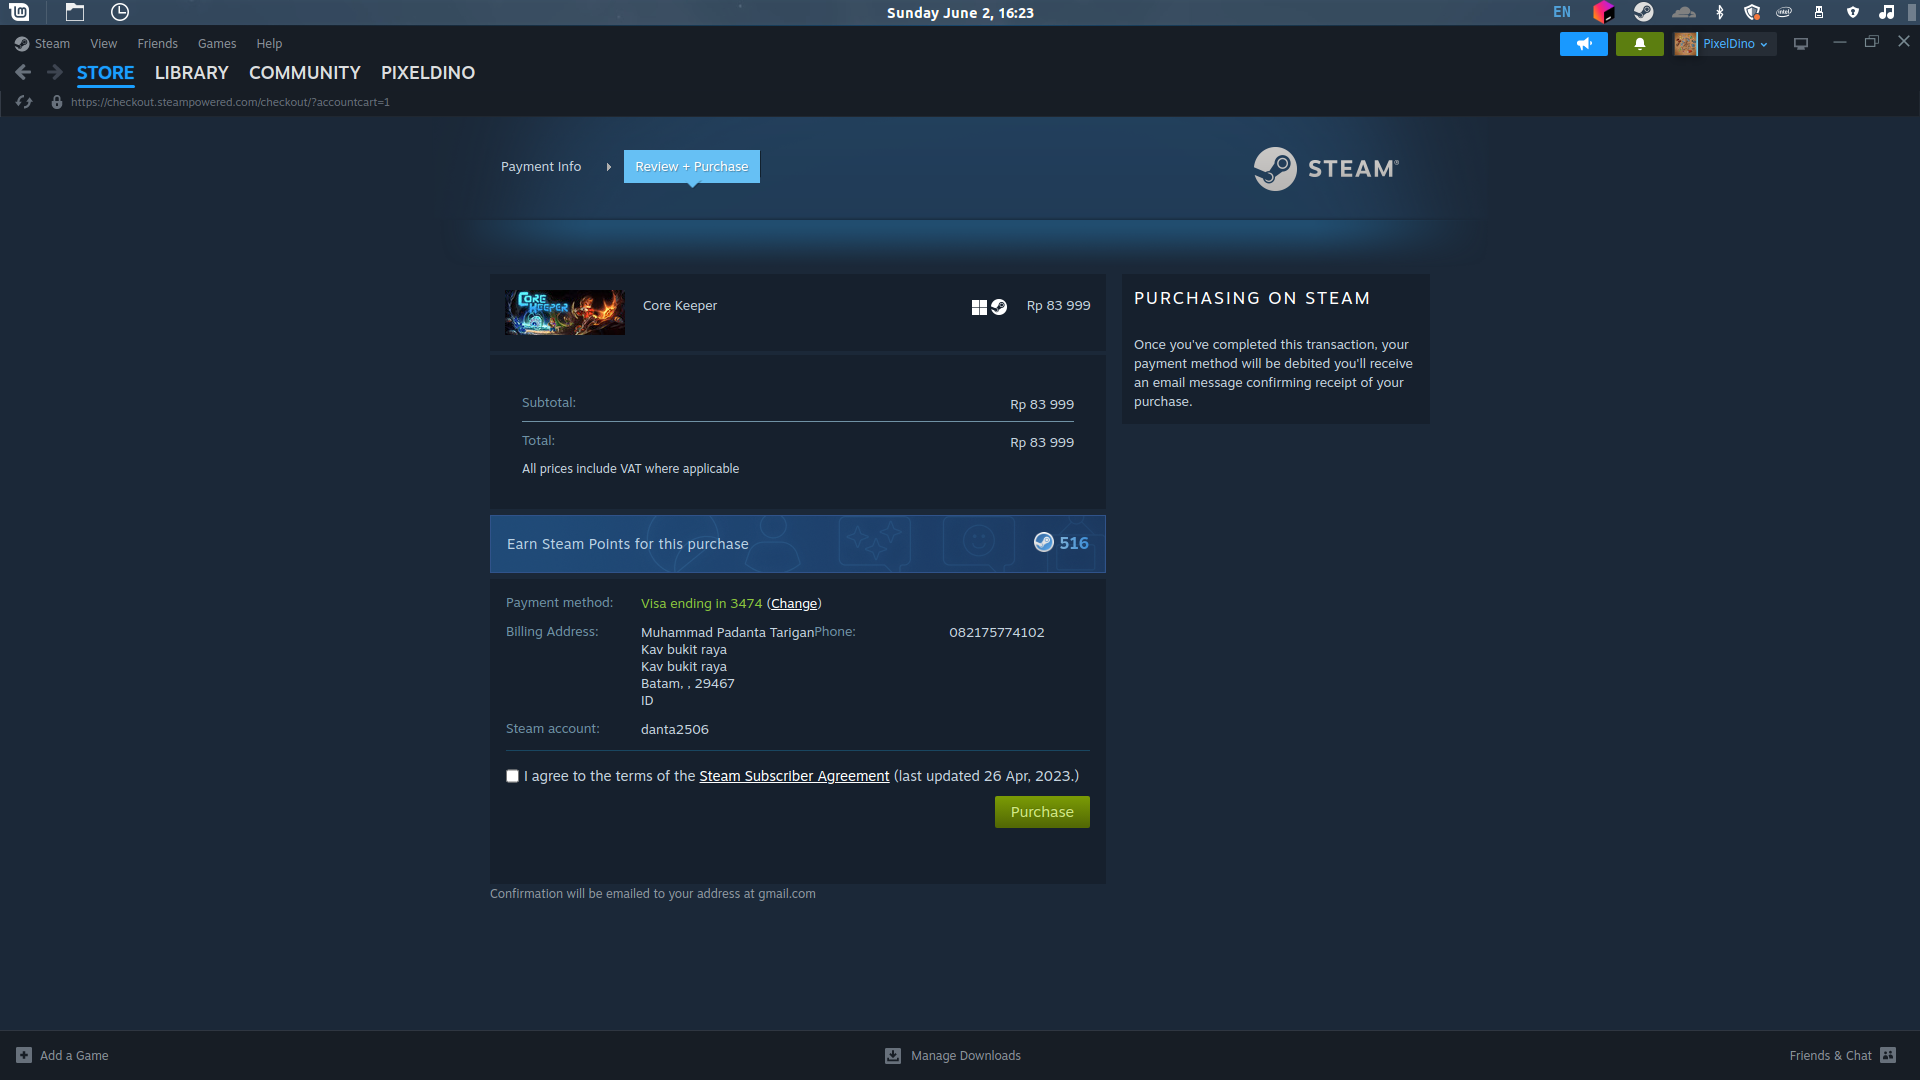 Sunday June 2, 16:23
EN
Steam View Friends Games Help
PixelDino
STORE LIBRARY COMMUNITY PIXELDINO
https://checkout.steampowered.com/checkout/?accountcart=1
Payment Info
Review + Purchase
STEAM®
CORE KEEPER
Core Keeper
Rp 83 999
Subtotal: Rp 83 999
Total: Rp 83 999
All prices include VAT where applicable
Earn Steam Points for this purchase 516
Payment method: Visa ending in 3474 (Change)
Billing Address: Muhammad Padanta Tarigan Phone: 082175774102
Kav bukit raya
Kav bukit raya
Batam, , 29467
ID
Steam account: danta2506
I agree to the terms of the Steam Subscriber Agreement (last updated 26 Apr, 2023.)
Purchase
Confirmation will be emailed to your address at gmail.com
PURCHASING ON STEAM
Once you've completed this transaction, your
payment method will be debited you'll receive
an email message confirming receipt of your
purchase.
Add a Game
Manage Downloads
Friends & Chat